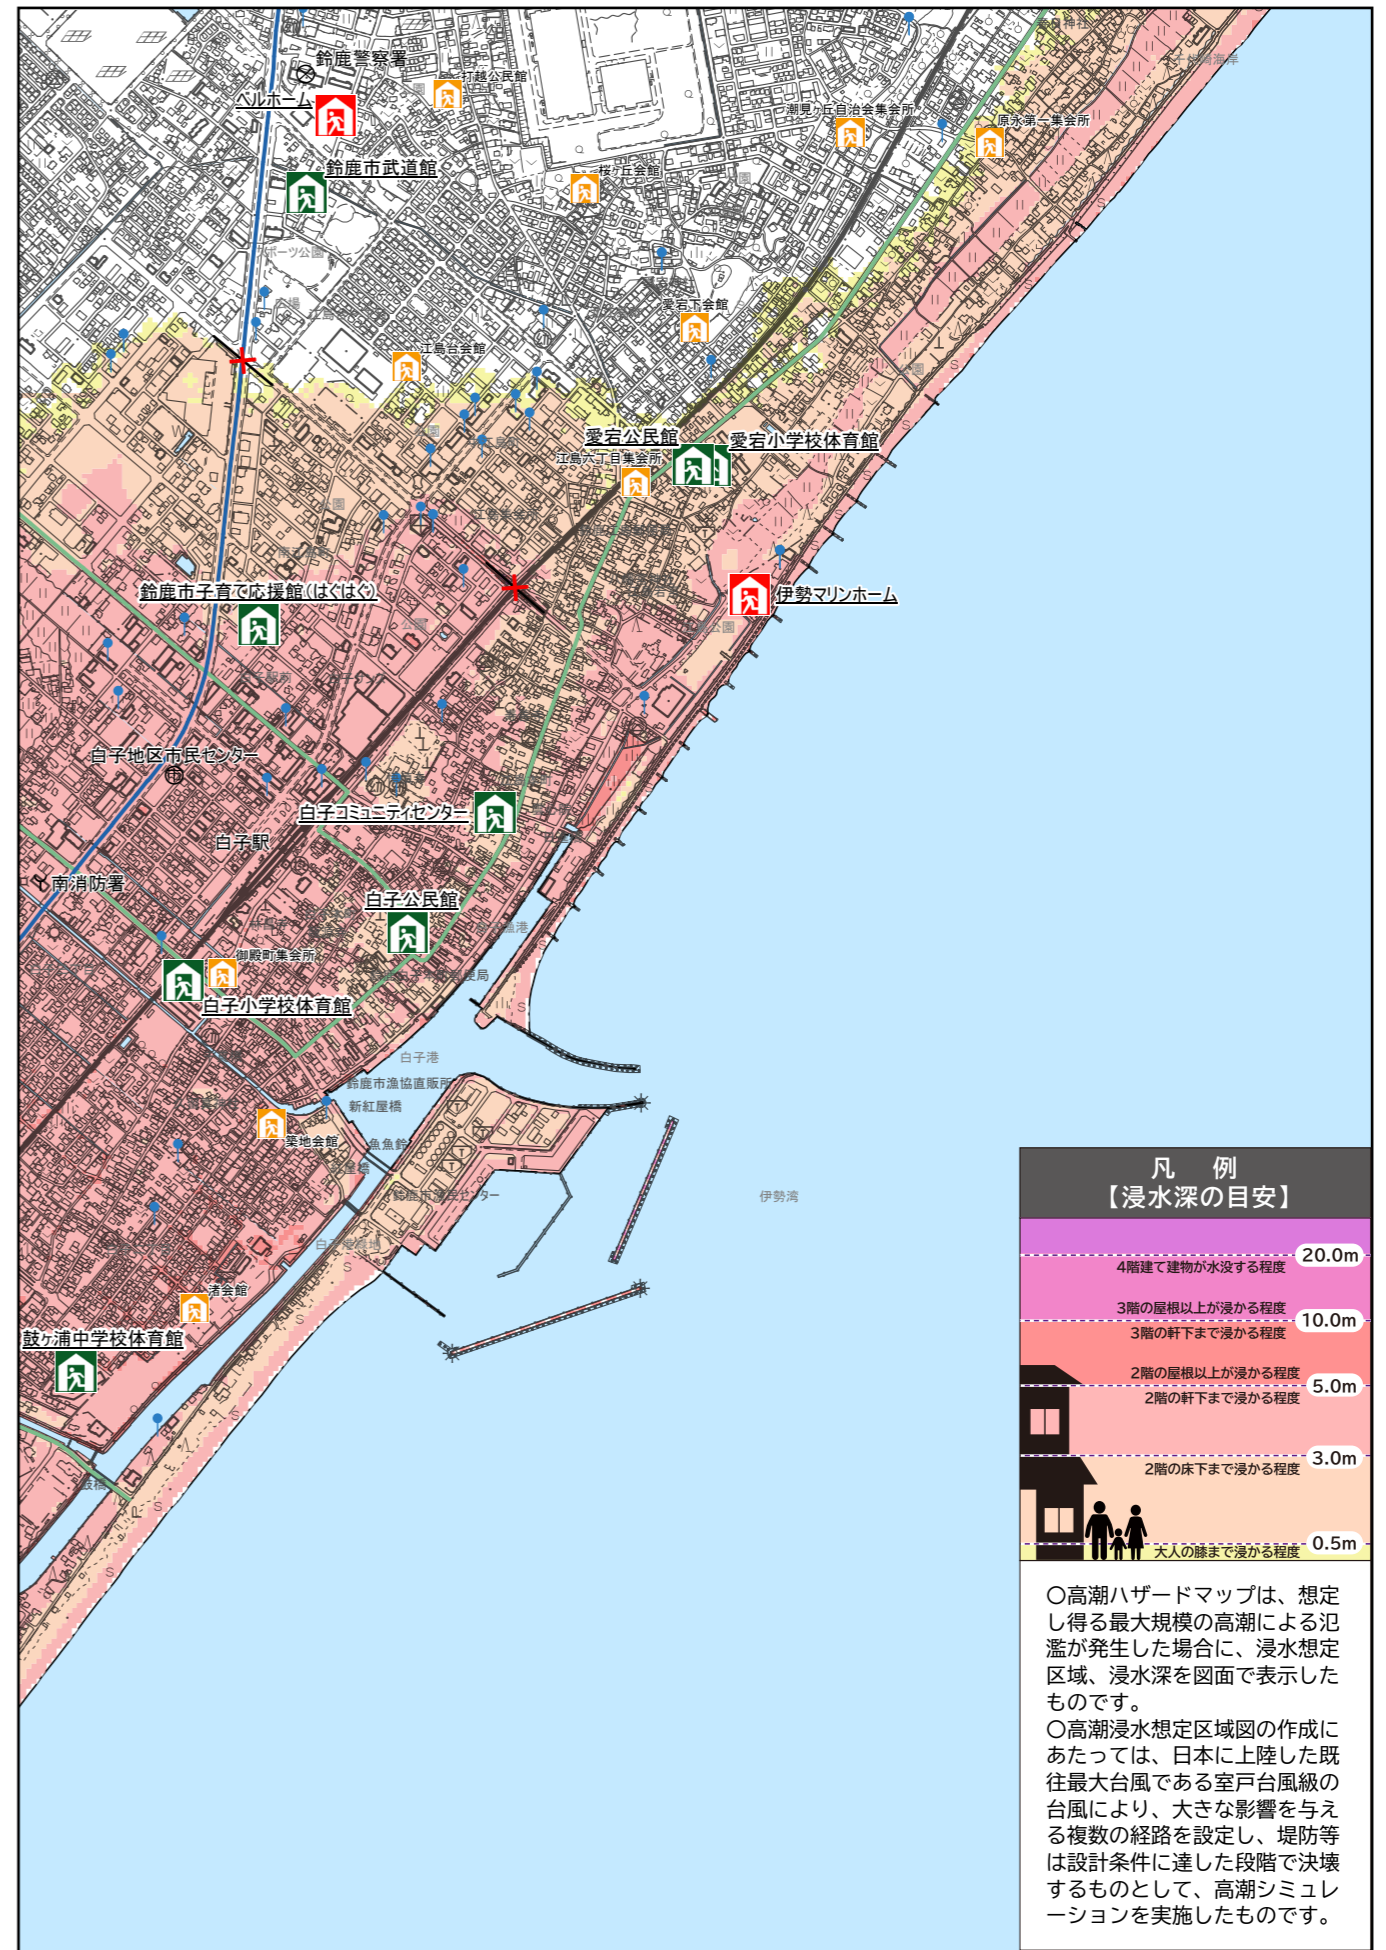 鈴鹿警察署
打越公民館
ベルホーム
潮見ヶ丘自治会集会所
原永第一集会所
鈴鹿市武道館
桜ヶ丘会館
愛宕下会館
江島台会館
愛宕公民館
愛宕小学校体育館
江島六丁目集会所
公園
鈴鹿市子育て応援館(はぐはぐ)
伊勢マリンホーム
公園
白子地区市民センター
白子コミュニティセンター
白子駅
南消防署
白子公民館
御殿町集会所
白子小学校体育館
白子港
鈴鹿市漁協直販所
新紅屋橋
築地会館
魚魚鈴
鈴鹿市漁民センター
伊勢湾
渚会館
鼓ヶ浦中学校体育館
鼓橋
凡 例
【浸水深の目安】
20.0m
4階建て建物が水没する程度
3階の屋根以上が浸かる程度
10.0m
3階の軒下まで浸かる程度
2階の屋根以上が浸かる程度
5.0m
2階の軒下まで浸かる程度
3.0m
2階の床下まで浸かる程度
0.5m
大人の膝まで浸かる程度
○高潮ハザードマップは、想定
し得る最大規模の高潮による氾
濫が発生した場合に、浸水想定
区域、浸水深を図面で表示した
ものです。
○高潮浸水想定区域図の作成に
あたっては、日本に上陸した既
往最大台風である室戸台風級の
台風により、大きな影響を与え
る複数の経路を設定し、堤防等
は設計条件に達した段階で決壊
するものとして、高潮シミュレ
ーションを実施したものです。